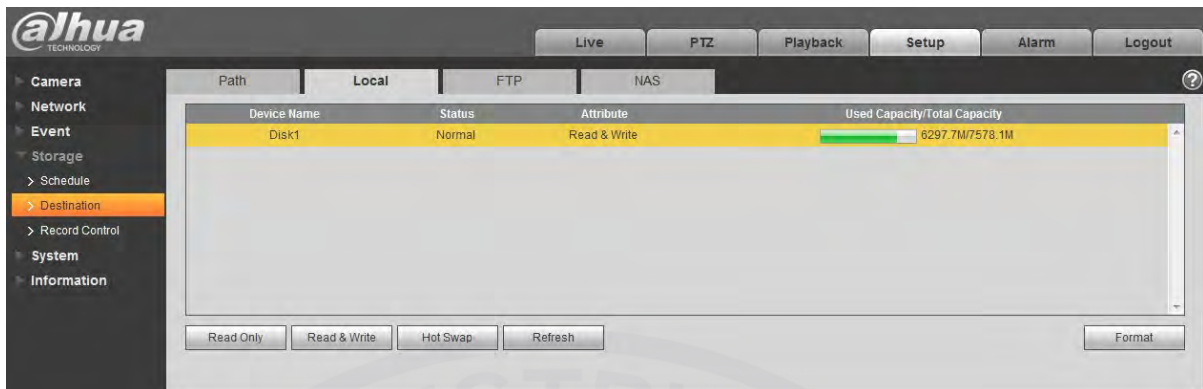 alhua
TECHNOLOGY
Live PTZ Playback Setup Alarm Logout
Camera
Network
Event
Storage
> Schedule
> Destination
> Record Control
System
Information
Path Local FTP NAS
?
Device Name Status Attribute Used Capacity/Total Capacity
Disk1 Normal Read & Write 6297.7M/7578.1M
Read Only Read & Write Hot Swap Refresh Format